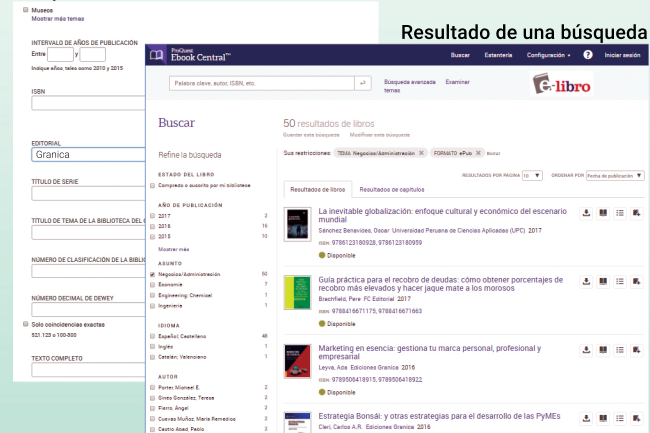 Museos
Mostrar más temas
INTERVALO DE AÑOS DE PUBLICACIÓN
Entre y
Indique años, tales como 2010 y 2015
ISBN
EDITORIAL
Granica
TÍTULO DE SERIE
TÍTULO DE TEMA DE LA BIBLIOTECA DEL
NÚMERO DE CLASIFICACIÓN DE LA BIBLIO
NÚMERO DECIMAL DE DEWEY
Solo coincidencias exactas
521.123 o 100-300
TEXTO COMPLETO
Resultado de una búsqueda
ProQuest
Ebook Central™
Buscar Estantería Configuración ? Iniciar sesión
Palabra clave, autor, ISBN, etc.
Búsqueda avanzada Examinar
temas
e-libro
Buscar
50 resultados de libros
Guardar esta búsqueda Modificar esta búsqueda
Refine la búsqueda
Sus restricciones: TEMA Negocios/Administración X FORMATO ePub X Borrar
ESTADO DEL LIBRO
Comprado o suscrito por mi biblioteca
RESULTADOS POR PÁGINA 10 ORDENAR POR Fecha de publicación
Resultados de libros Resultados de capítulos
AÑO DE PUBLICACIÓN
2017 2
2016 16
2015 10
Mostrar más
ASUNTO
Negocios/Administración 50
Economía 7
Engineering: Chemical 1
Ingeniería 1
IDIOMA
Español; Castellano 48
Inglés 1
Catalán; Valenciano 1
AUTOR
Porter, Michael E. 2
Gines González, Teresa 2
Fierro, Ángel 2
Cuevas Muñoz, María Remedios 2
Castro Abad, Pablo 2
La inevitable globalización: enfoque cultural y económico del escenario
mundial
Sánchez Benavides, Oscar Universidad Peruana de Ciencias Aplicadas (UPC) 2017
ISBN: 9786123180928, 9786123180959
Disponible
Guía práctica para el recobro de deudas: cómo obtener porcentajes de
recobro más elevados y hacer jaque mate a los morosos
Brachfield, Pere FC Editorial 2017
ISBN: 9788416671175, 9788416671663
Disponible
Marketing en esencia: gestiona tu marca personal, profesional y
empresarial
Leyva, Ada Ediciones Granica 2016
ISBN: 9789506418915, 9789506418922
Disponible
Estrategia Bonsái: y otras estrategias para el desarrollo de las PyMEs
Cleri, Carlos A.R. Ediciones Granica 2016